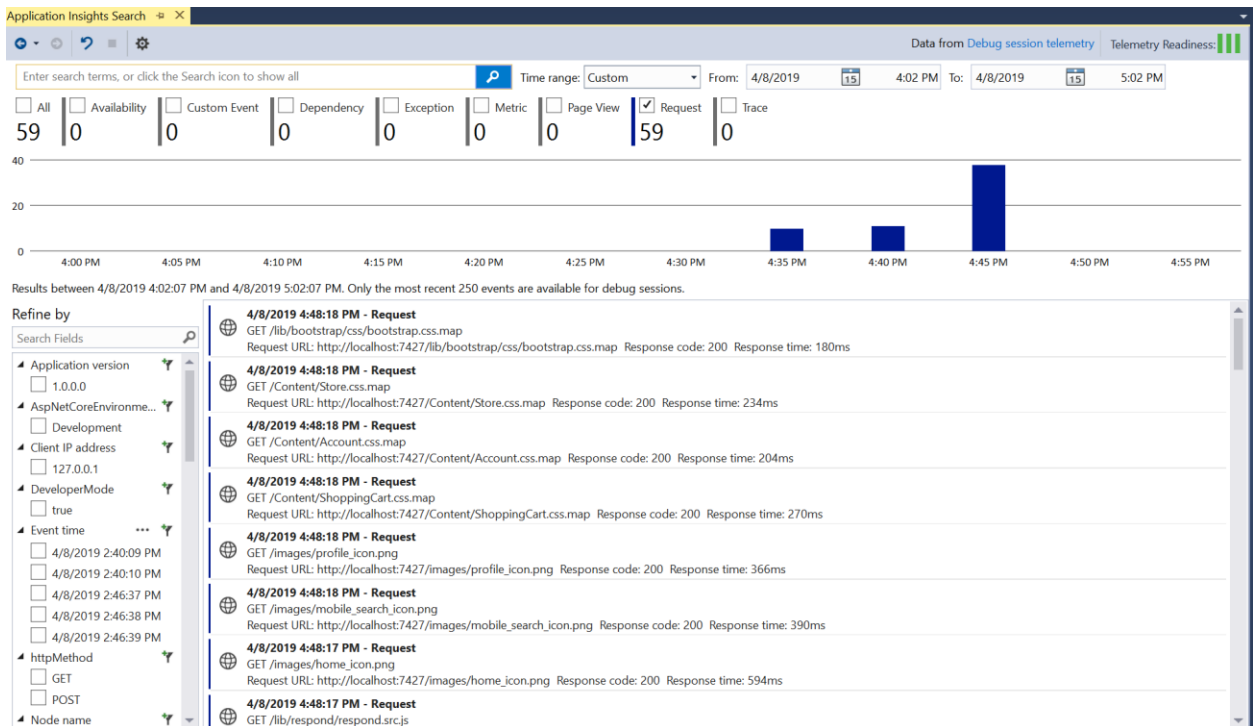 Application Insights Search
Data from Debug session telemetry Telemetry Readiness:
Enter search terms, or click the Search icon to show all Time range: Custom From: 4/8/2019 15 4:02 PM To: 4/8/2019 15 5:02 PM
All Availability Custom Event Dependency Exception Metric Page View Request Trace
59 0 0 0 0 0 0 59 0
40
20
0
4:00 PM 4:05 PM 4:10 PM 4:15 PM 4:20 PM 4:25 PM 4:30 PM 4:35 PM 4:40 PM 4:45 PM 4:50 PM 4:55 PM
Results between 4/8/2019 4:02:07 PM and 4/8/2019 5:02:07 PM. Only the most recent 250 events are available for debug sessions.
Refine by
Search Fields
Application version
1.0.0.0
AspNetCoreEnvironme...
Development
Client IP address
127.0.0.1
DeveloperMode
true
Event time ...
4/8/2019 2:40:09 PM
4/8/2019 2:40:10 PM
4/8/2019 2:46:37 PM
4/8/2019 2:46:38 PM
4/8/2019 2:46:39 PM
httpMethod
GET
POST
Node name
4/8/2019 4:48:18 PM - Request
GET /lib/bootstrap/css/bootstrap.css.map
Request URL: http://localhost:7427/lib/bootstrap/css/bootstrap.css.map Response code: 200 Response time: 180ms
4/8/2019 4:48:18 PM - Request
GET /Content/Store.css.map
Request URL: http://localhost:7427/Content/Store.css.map Response code: 200 Response time: 234ms
4/8/2019 4:48:18 PM - Request
GET /Content/Account.css.map
Request URL: http://localhost:7427/Content/Account.css.map Response code: 200 Response time: 204ms
4/8/2019 4:48:18 PM - Request
GET /Content/ShoppingCart.css.map
Request URL: http://localhost:7427/Content/ShoppingCart.css.map Response code: 200 Response time: 270ms
4/8/2019 4:48:18 PM - Request
GET /images/profile_icon.png
Request URL: http://localhost:7427/images/profile_icon.png Response code: 200 Response time: 366ms
4/8/2019 4:48:18 PM - Request
GET /images/mobile_search_icon.png
Request URL: http://localhost:7427/images/mobile_search_icon.png Response code: 200 Response time: 390ms
4/8/2019 4:48:17 PM - Request
GET /images/home_icon.png
Request URL: http://localhost:7427/images/home_icon.png Response code: 200 Response time: 594ms
4/8/2019 4:48:17 PM - Request
GET /lib/respond/respond.src.js